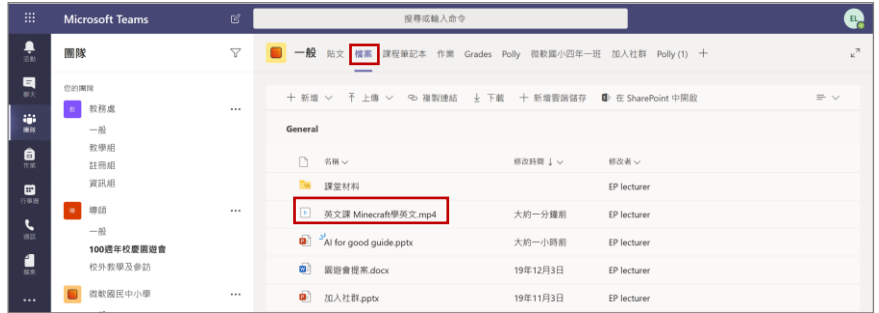 Microsoft Teams
搜尋或輸入命令
EL
活動
聊天
團隊
作業
行事曆
通話
檔案
團隊
您的團隊
教務處
一般
教學組
註冊組
資訊組
導師
一般
100週年校慶園遊會
校外教學及參訪
微軟國民中小學
一般 貼文 檔案 課程筆記本 作業 Grades Polly 微軟國小四年一班 加入社群 Polly (1)
新增 上傳 複製連結 下載 新增雲端儲存 在 SharePoint 中開啟
General
名稱 修改時間 修改者
課堂材料 EP lecturer
英文課 Minecraft學英文.mp4 大約一分鐘前 EP lecturer
AI for good guide.pptx 大約一小時前 EP lecturer
園遊會提案.docx 19年12月3日 EP lecturer
加入社群.pptx 19年11月3日 EP lecturer